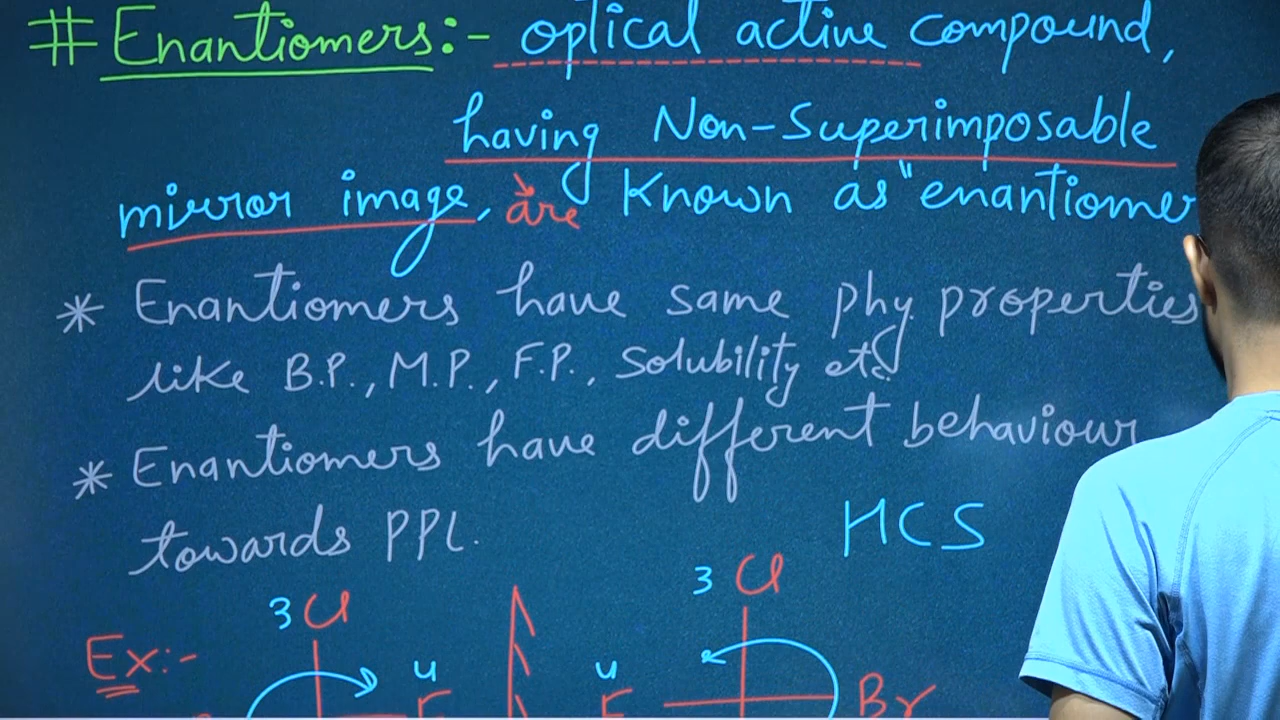 # Enantiomers:- optical active compound,
having Non-Superimposable
mirror image, are Known as "enantiomer
* Enantiomers have same phy. properties
like B.P., M.P., F.P., Solubility etc.
* Enantiomers have different behaviour
towards PPL.
HCS
3 Cl 3 Cl
Ex:-
4 4
F F Br